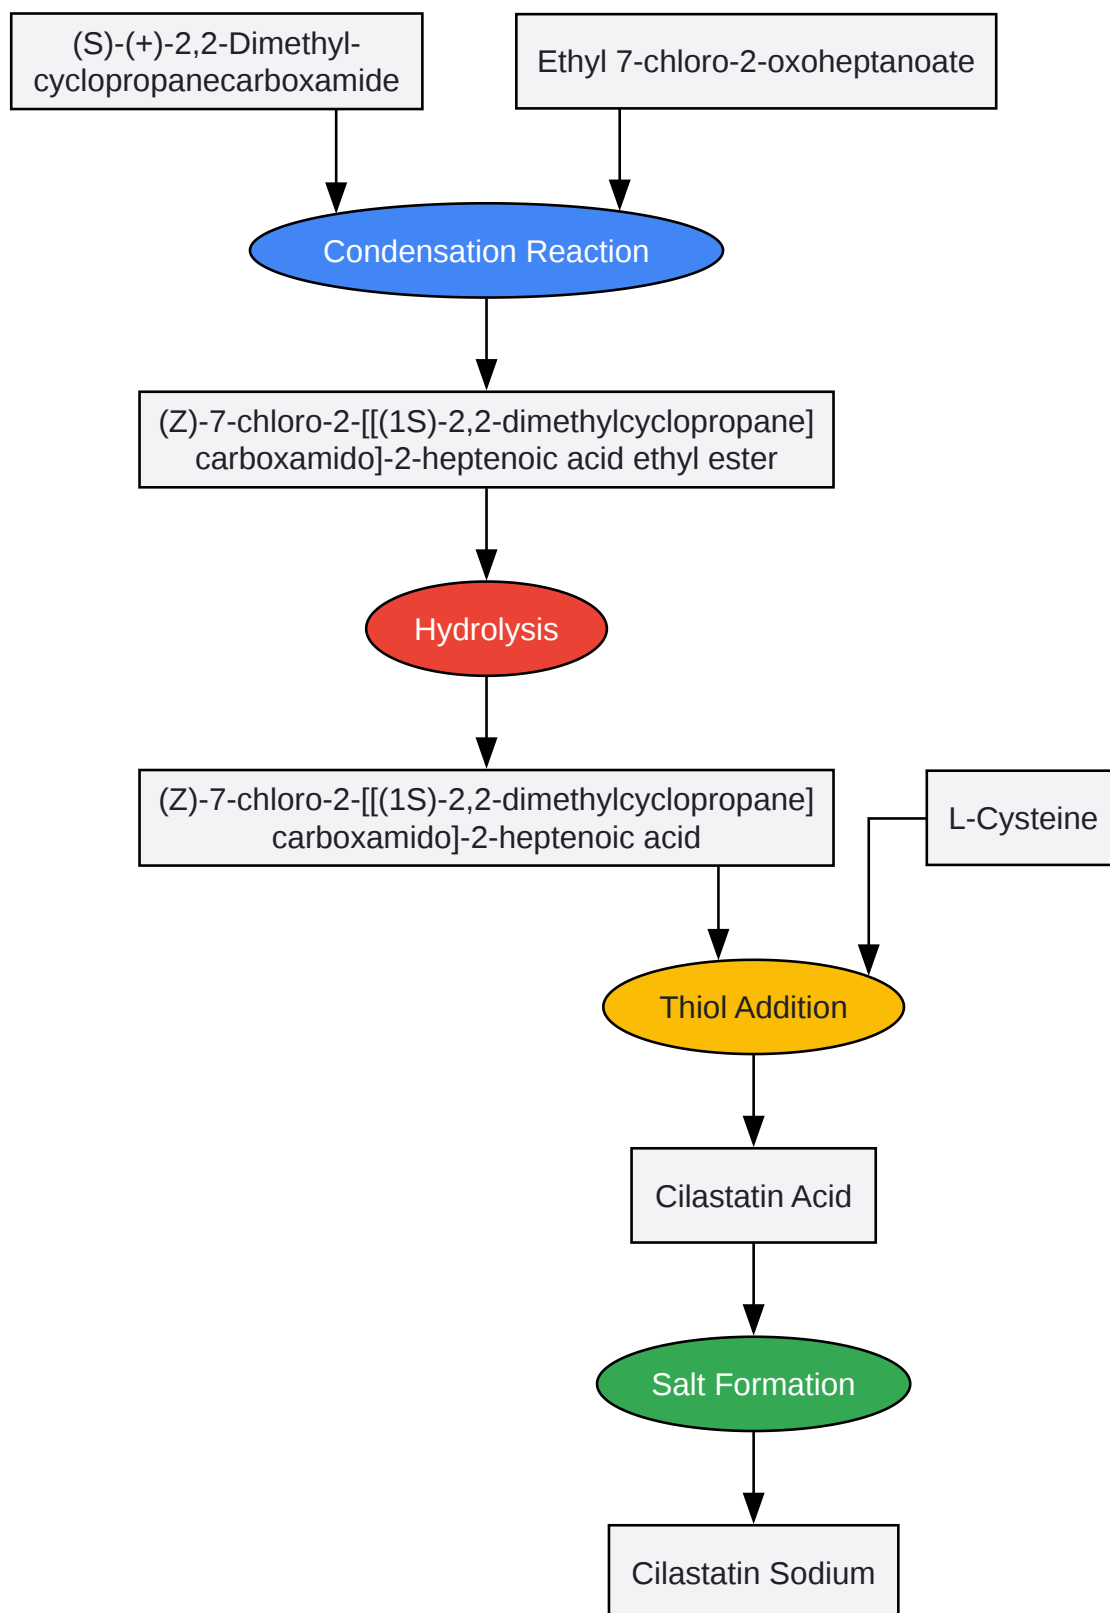 (S)-(+)-2,2-Dimethyl-
cyclopropanecarboxamide
Ethyl 7-chloro-2-oxoheptanoate
Condensation Reaction
(Z)-7-chloro-2-[[(1S)-2,2-dimethylcyclopropane]
carboxamido]-2-heptenoic acid ethyl ester
Hydrolysis
(Z)-7-chloro-2-[[(1S)-2,2-dimethylcyclopropane]
carboxamido]-2-heptenoic acid
L-Cysteine
Thiol Addition
Cilastatin Acid
Salt Formation
Cilastatin Sodium